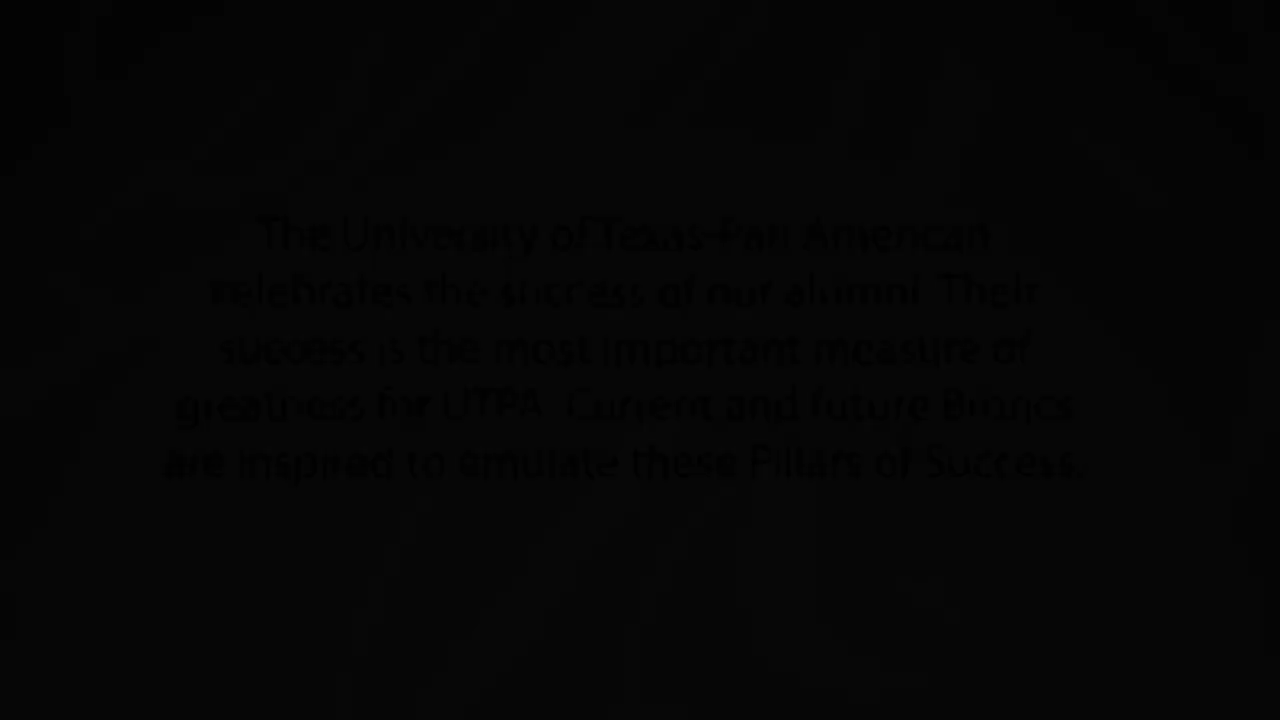 The University of Texas-Pan American
celebrates the success of our alumni. Their
success is the most important measure of
greatness for UTPA. Current and future Broncs
are inspired to emulate these Pillars of Success.